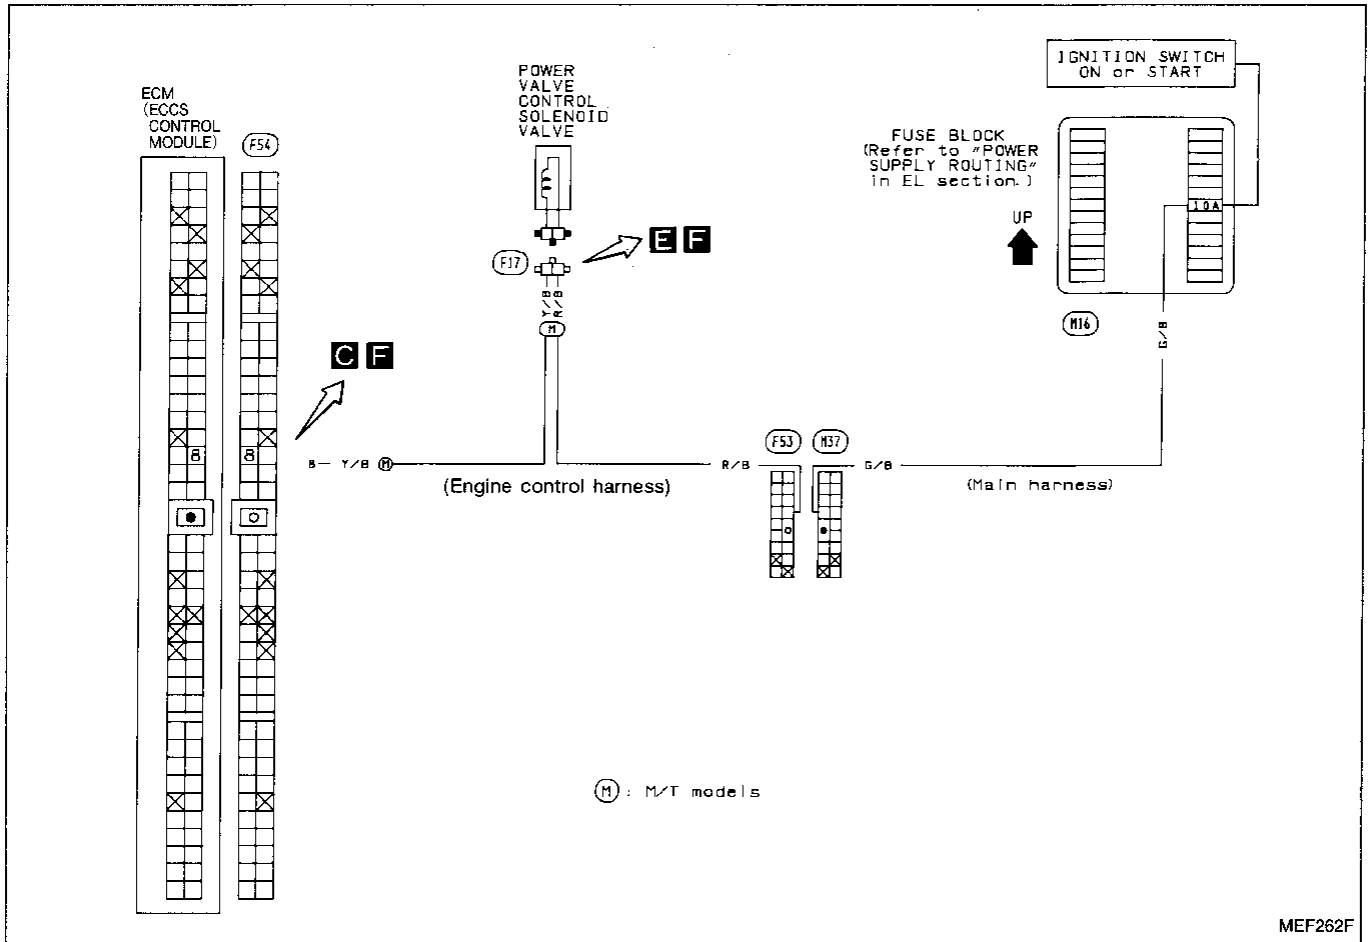 IGNITION SWITCH
ON or START
POWER
VALVE
CONTROL
SOLENOID
VALVE
ECM
(ECCS
CONTROL
MODULE)
F54
FUSE BLOCK
(Refer to "POWER
SUPPLY ROUTING"
in EL section.)
UP
10A
F17
E F
Y/B
R/B
M
M16
G/B
C F
8
8
8 Y/B M
(Engine control harness)
R/B
F53
M37
G/B
(Main harness)
M : M/T models
MEF262F